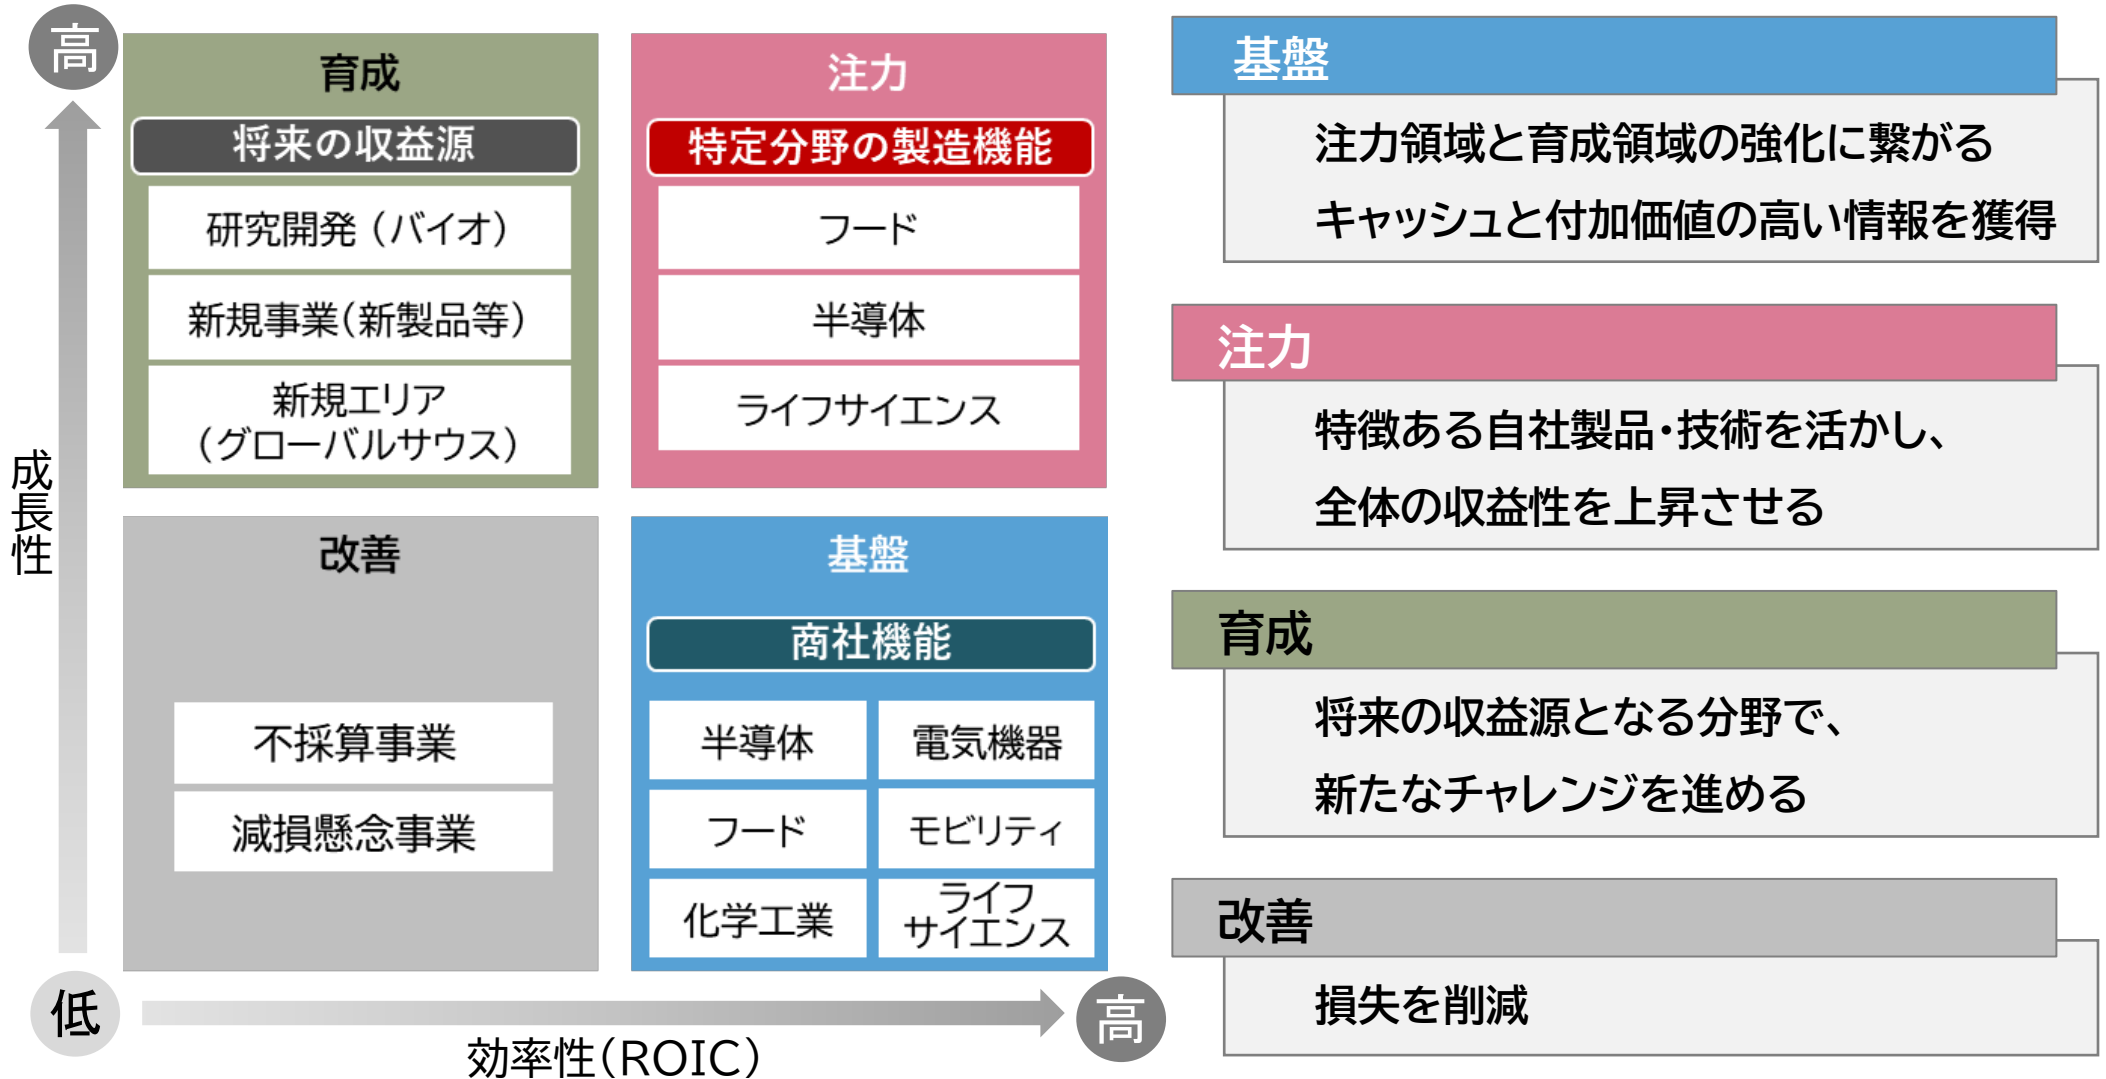 高
成長性
低
効率性(ROIC)
高
育成
将来の収益源
研究開発（バイオ）
新規事業(新製品等)
新規エリア
(グローバルサウス)
注力
特定分野の製造機能
フード
半導体
ライフサイエンス
改善
不採算事業
減損懸念事業
基盤
商社機能
半導体
電気機器
フード
モビリティ
化学工業
ライフ
サイエンス
基盤
注力領域と育成領域の強化に繋がる
キャッシュと付加価値の高い情報を獲得
注力
特徴ある自社製品・技術を活かし、
全体の収益性を上昇させる
育成
将来の収益源となる分野で、
新たなチャレンジを進める
改善
損失を削減